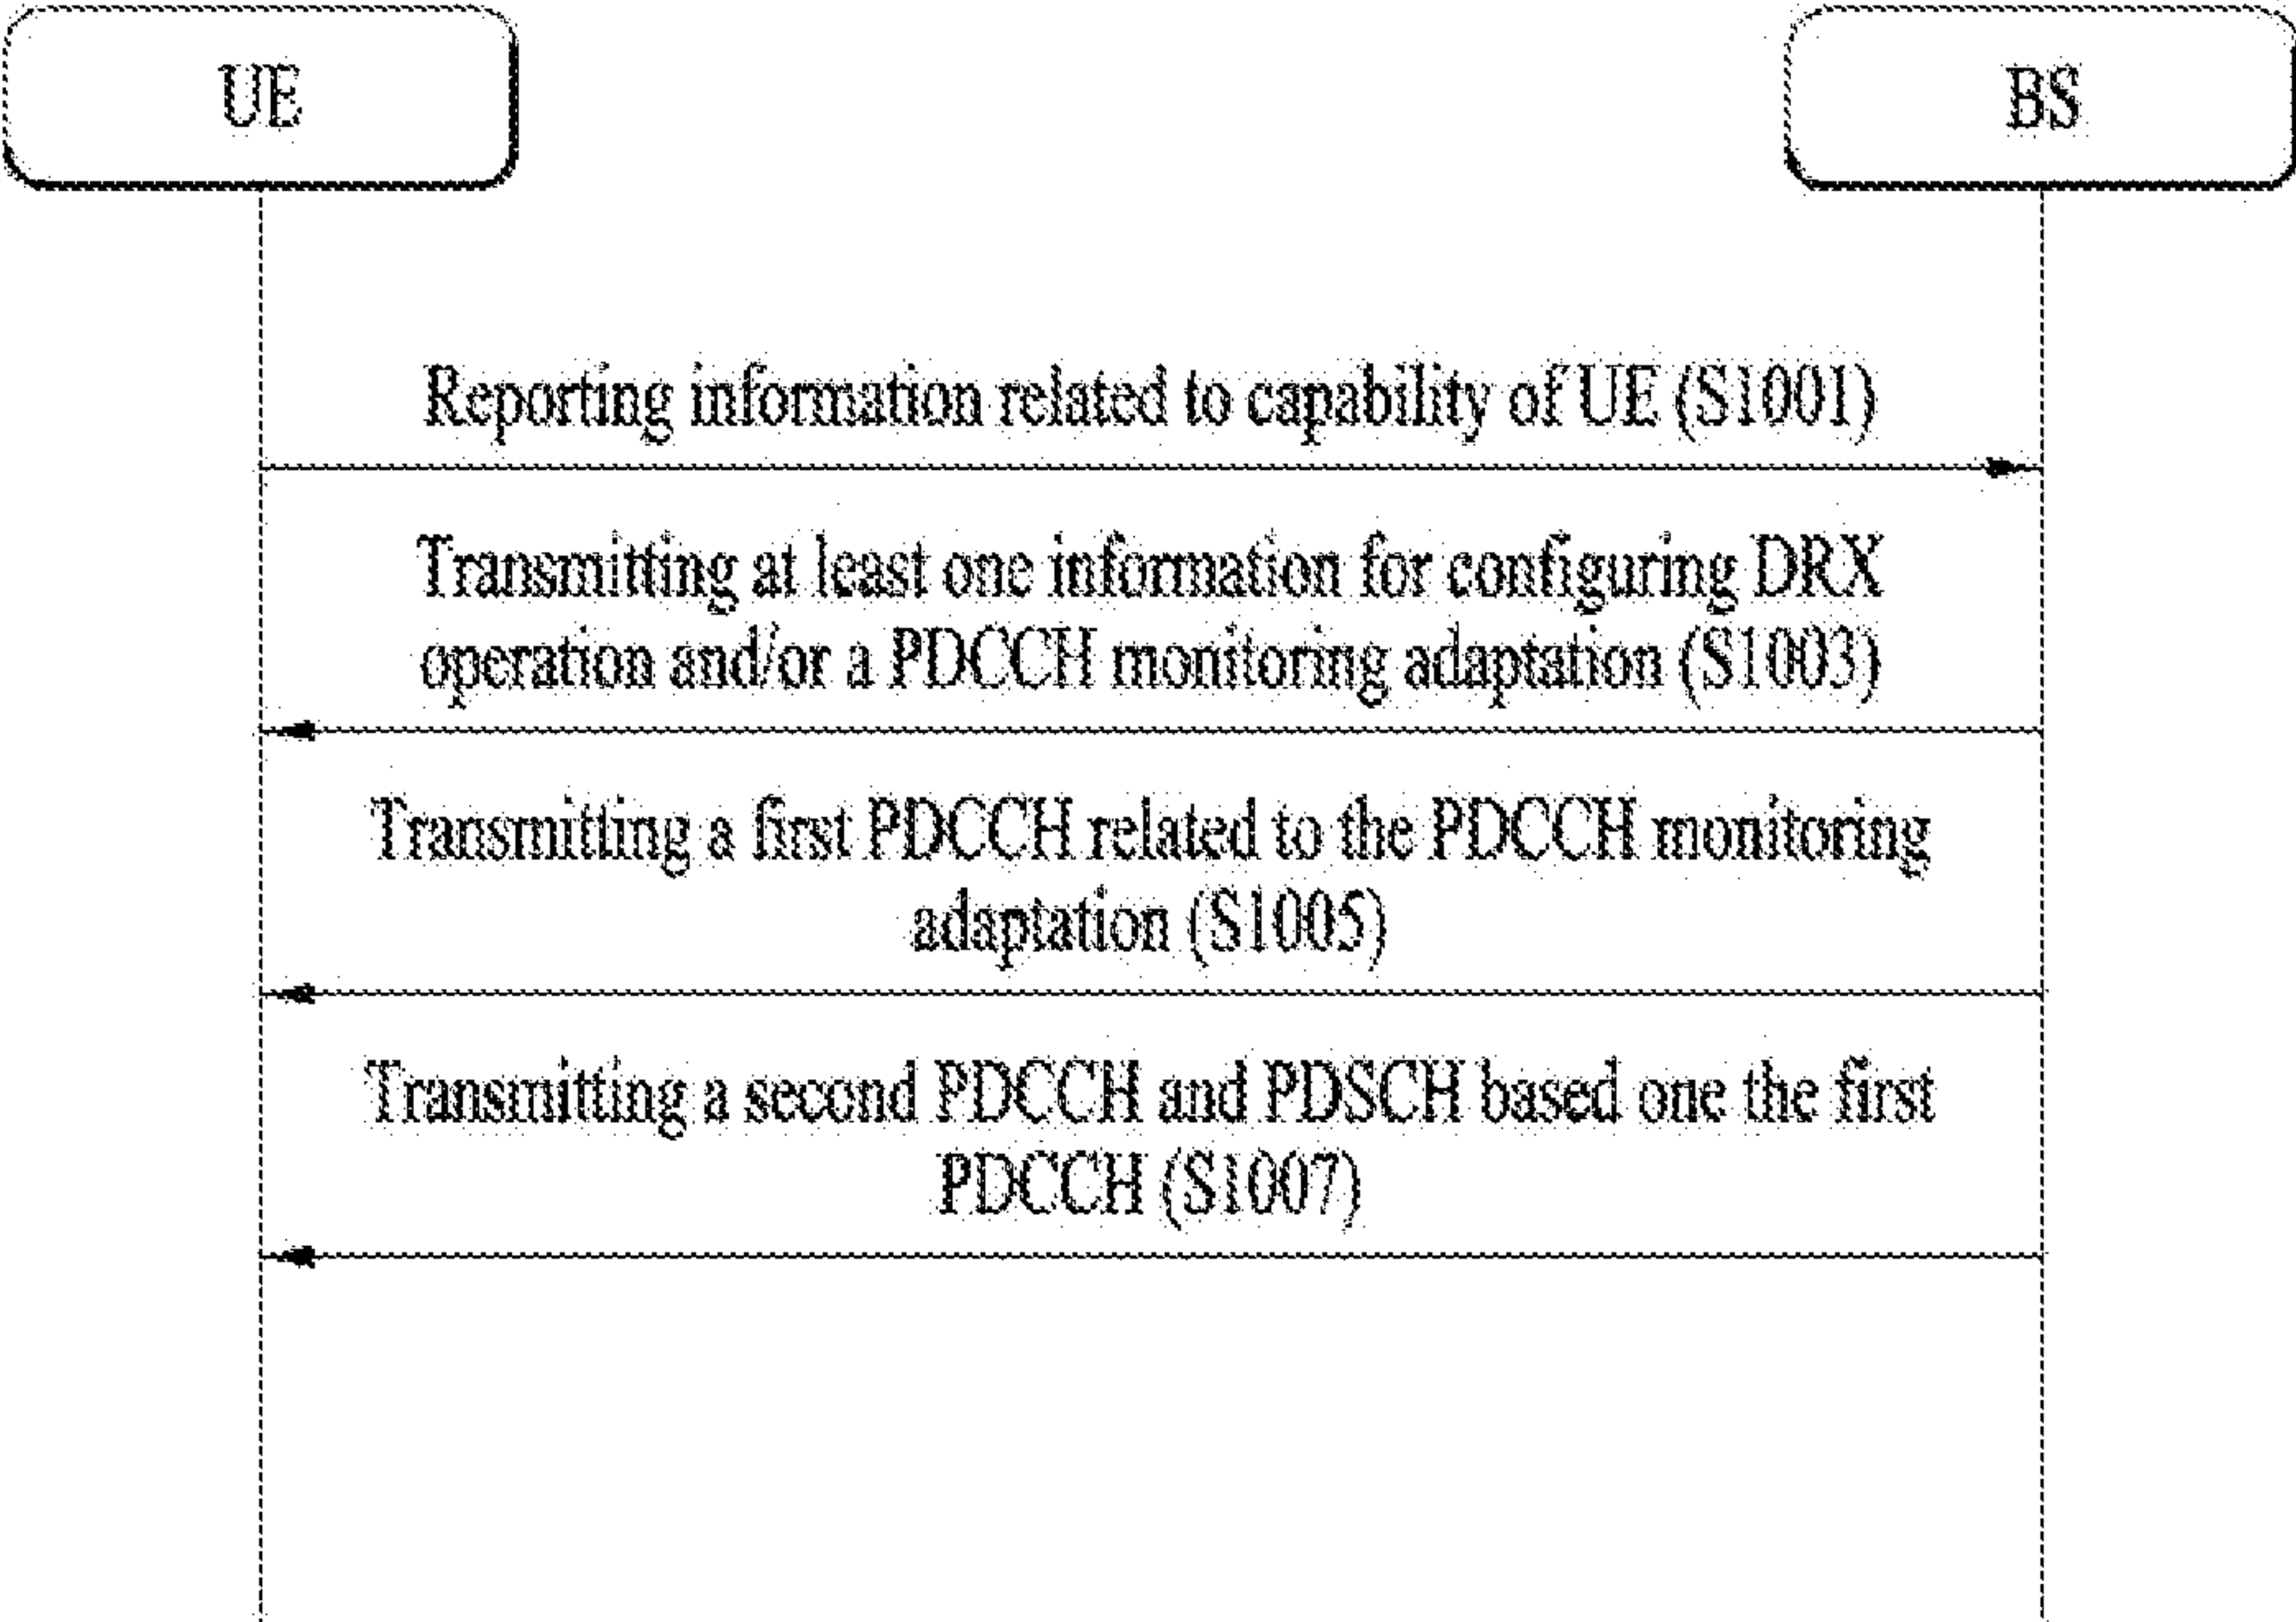 UE
BS
Reporting information related to capability of UE (S1001)
Transmitting at least one information for configuring DRX
operation and/or a PDCCH monitoring adaptation (S1003)
Transmitting a first PDCCH related to the PDCCH monitoring
adaptation (S1005)
Transmitting a second PDCCH and PDSCH based one the first
PDCCH (S1007)